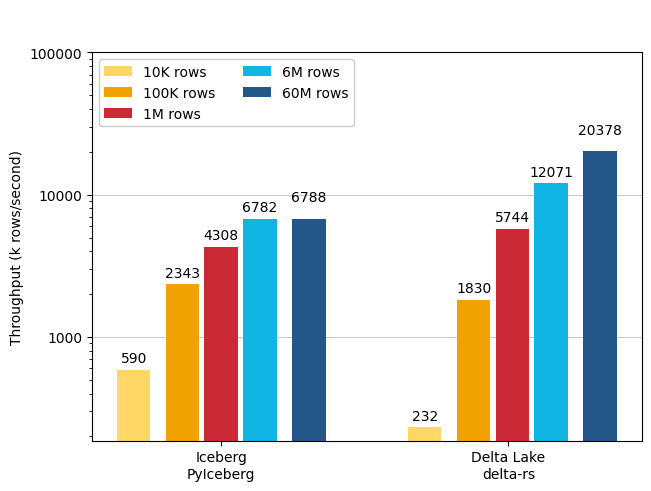 100000
10000
1000
Throughput (k rows/second)
10K rows
100K rows
1M rows
6M rows
60M rows
590
2343
4308
6782
6788
232
1830
5744
12071
20378
Iceberg
PyIceberg
Delta Lake
delta-rs